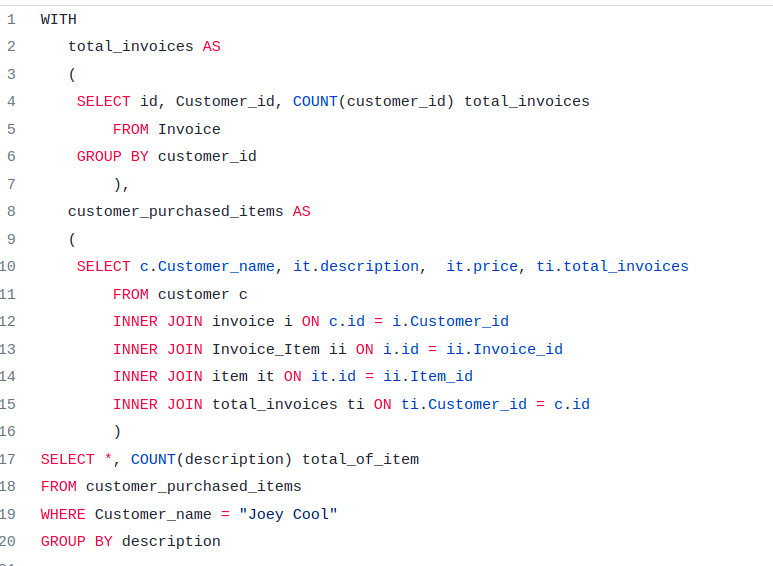 1 WITH
2 total_invoices AS
3 (
4 SELECT id, Customer_id, COUNT(customer_id) total_invoices
5 FROM Invoice
6 GROUP BY customer_id
7 ),
8 customer_purchased_items AS
9 (
10 SELECT c.Customer_name, it.description, it.price, ti.total_invoices
11 FROM customer c
12 INNER JOIN invoice i ON c.id = i.Customer_id
13 INNER JOIN Invoice_Item ii ON i.id = ii.Invoice_id
14 INNER JOIN item it ON it.id = ii.Item_id
15 INNER JOIN total_invoices ti ON ti.Customer_id = c.id
16 )
17 SELECT *, COUNT(description) total_of_item
18 FROM customer_purchased_items
19 WHERE Customer_name = "Joey Cool"
20 GROUP BY description